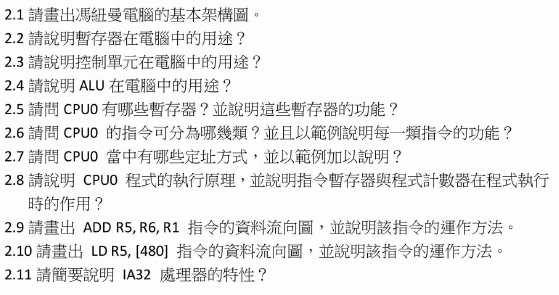 2.1 請畫出馮紐曼電腦的基本架構圖。
2.2 請說明暫存器在電腦中的用途？
2.3 請說明控制單元在電腦中的用途？
2.4 請說明 ALU 在電腦中的用途？
2.5 請問 CPU0 有哪些暫存器？並說明這些暫存器的功能？
2.6 請問 CPU0 的指令可分為哪幾類？並且以範例說明每一類指令的功能？
2.7 請問 CPU0 當中有哪些定址方式，並以範例加以說明？
2.8 請說明 CPU0 程式的執行原理，並說明指令暫存器與程式計數器在程式執行
時的作用？
2.9 請畫出 ADD R5, R6, R1 指令的資料流向圖，並說明該指令的運作方法。
2.10 請畫出 LD R5, [480] 指令的資料流向圖，並說明該指令的運作方法。
2.11 請簡要說明 IA32 處理器的特性？